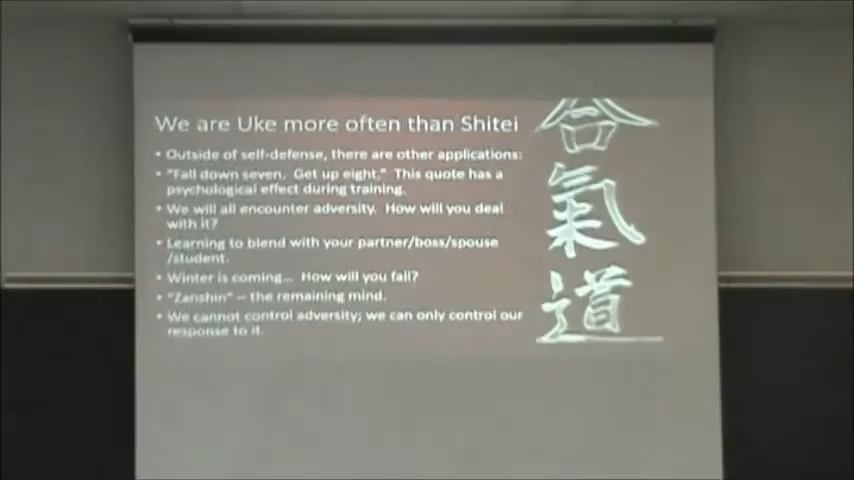 We are Uke more often than Shitei
• Outside of self-defense, there are other applications:
• "Fall down seven. Get up eight." This quote has a
psychological effect during training.
• We will all encounter adversity. How will you deal
with it?
• Learning to blend with your partner/boss/spouse
/student.
• Winter is coming... How will you fall?
• "Zanshin" – the remaining mind.
• We cannot control adversity; we can only control our
response to it.
合
氣
道